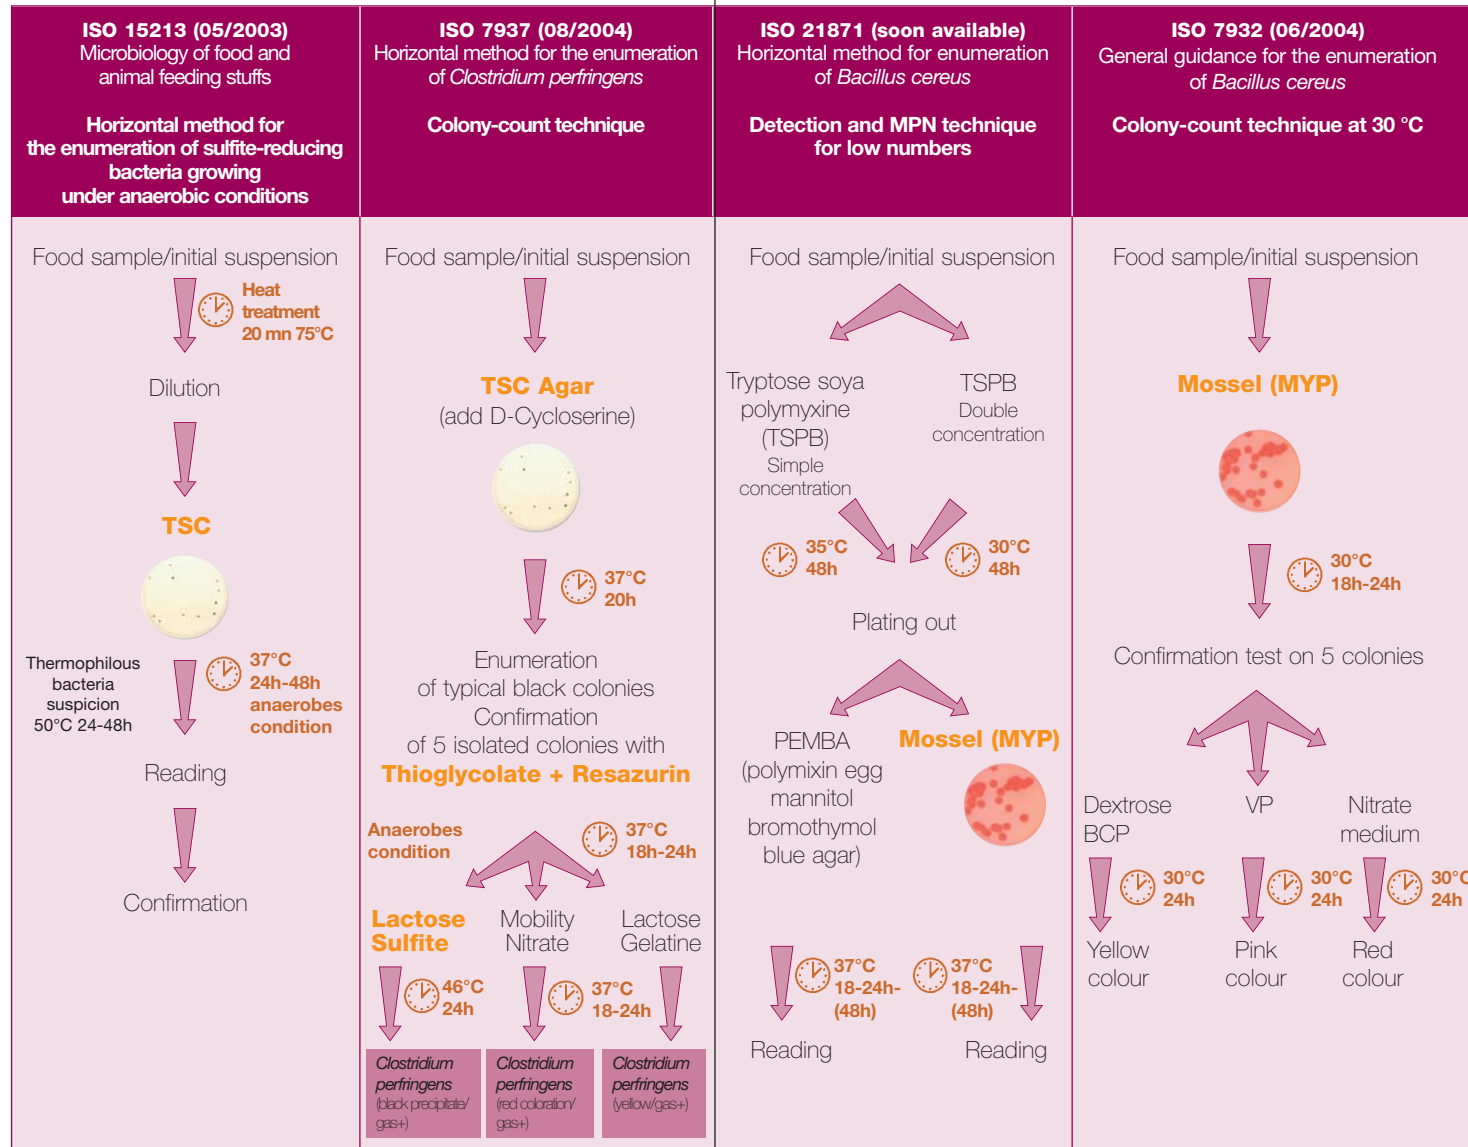 ISO 15213 (05/2003)
Microbiology of food and
animal feeding stuffs
Horizontal method for
the enumeration of sulfite-reducing
bacteria growing
under anaerobic conditions
Food sample/initial suspension
Heat
treatment
20 mn 75°C
Dilution
TSC
Thermophilous
bacteria
suspicion
50°C 24-48h
37°C
24h-48h
anaerobes
condition
Reading
Confirmation
ISO 7937 (08/2004)
Horizontal method for the enumeration
of Clostridium perfringens
Colony-count technique
Food sample/initial suspension
TSC Agar
(add D-Cycloserine)
37°C
20h
Enumeration
of typical black colonies
Confirmation
of 5 isolated colonies with
Thioglycolate + Resazurin
Anaerobes
condition
37°C
18h-24h
Lactose
Sulfite
Mobility
Nitrate
Lactose
Gelatine
46°C
24h
37°C
18-24h
Clostridium
perfringens
(black precipitate/
gas+)
Clostridium
perfringens
(red coloration/
gas+)
Clostridium
perfringens
(yellow/gas+)
ISO 21871 (soon available)
Horizontal method for enumeration
of Bacillus cereus
Detection and MPN technique
for low numbers
Food sample/initial suspension
Tryptose soya
polymyxine
(TSPB)
Simple
concentration
TSPB
Double
concentration
35°C
48h
30°C
48h
Plating out
PEMBA
(polymixin egg
mannitol
bromothymol
blue agar)
Mossel (MYP)
37°C
18-24h-
(48h)
37°C
18-24h-
(48h)
Reading
Reading
ISO 7932 (06/2004)
General guidance for the enumeration
of Bacillus cereus
Colony-count technique at 30 °C
Food sample/initial suspension
Mossel (MYP)
30°C
18h-24h
Confirmation test on 5 colonies
Dextrose
BCP
VP
Nitrate
medium
30°C
24h
30°C
24h
30°C
24h
Yellow
colour
Pink
colour
Red
colour